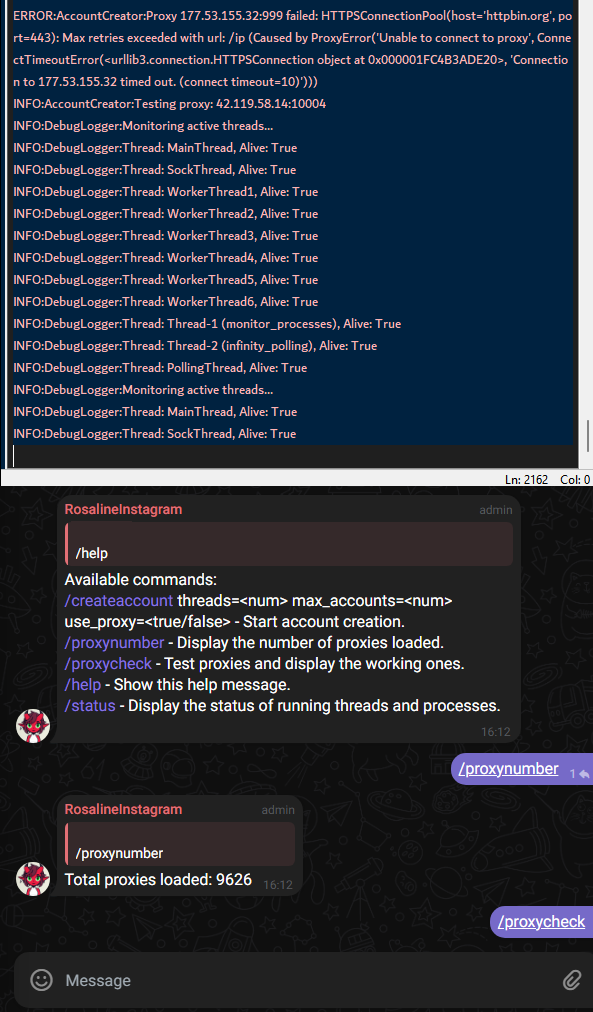 ERROR:AccountCreator:Proxy 177.53.155.32:999 failed: HTTPSConnectionPool(host='httpbin.org', po
rt=443): Max retries exceeded with url: /ip (Caused by ProxyError('Unable to connect to proxy', Conne
ctTimeoutError(<urllib3.connection.HTTPSConnection object at 0x000001FC4B3ADE20>, 'Connectio
n to 177.53.155.32 timed out. (connect timeout=10)')))
INFO:AccountCreator:Testing proxy: 42.119.58.14:10004
INFO:DebugLogger:Monitoring active threads...
INFO:DebugLogger:Thread: MainThread, Alive: True
INFO:DebugLogger:Thread: SockThread, Alive: True
INFO:DebugLogger:Thread: WorkerThread1, Alive: True
INFO:DebugLogger:Thread: WorkerThread2, Alive: True
INFO:DebugLogger:Thread: WorkerThread3, Alive: True
INFO:DebugLogger:Thread: WorkerThread4, Alive: True
INFO:DebugLogger:Thread: WorkerThread5, Alive: True
INFO:DebugLogger:Thread: WorkerThread6, Alive: True
INFO:DebugLogger:Thread: Thread-1 (monitor_processes), Alive: True
INFO:DebugLogger:Thread: Thread-2 (infinity_polling), Alive: True
INFO:DebugLogger:Thread: PollingThread, Alive: True
INFO:DebugLogger:Monitoring active threads...
INFO:DebugLogger:Thread: MainThread, Alive: True
INFO:DebugLogger:Thread: SockThread, Alive: True
Ln: 2162 Col: 0
RosalineInstagram admin
/help
Available commands:
/createaccount threads=<num> max_accounts=<num>
use_proxy=<true/false> - Start account creation.
/proxynumber - Display the number of proxies loaded.
/proxycheck - Test proxies and display the working ones.
/help - Show this help message.
/status - Display the status of running threads and processes.
16:12
/proxynumber 1
RosalineInstagram admin
/proxynumber
Total proxies loaded: 9626 16:12
/proxycheck
Message